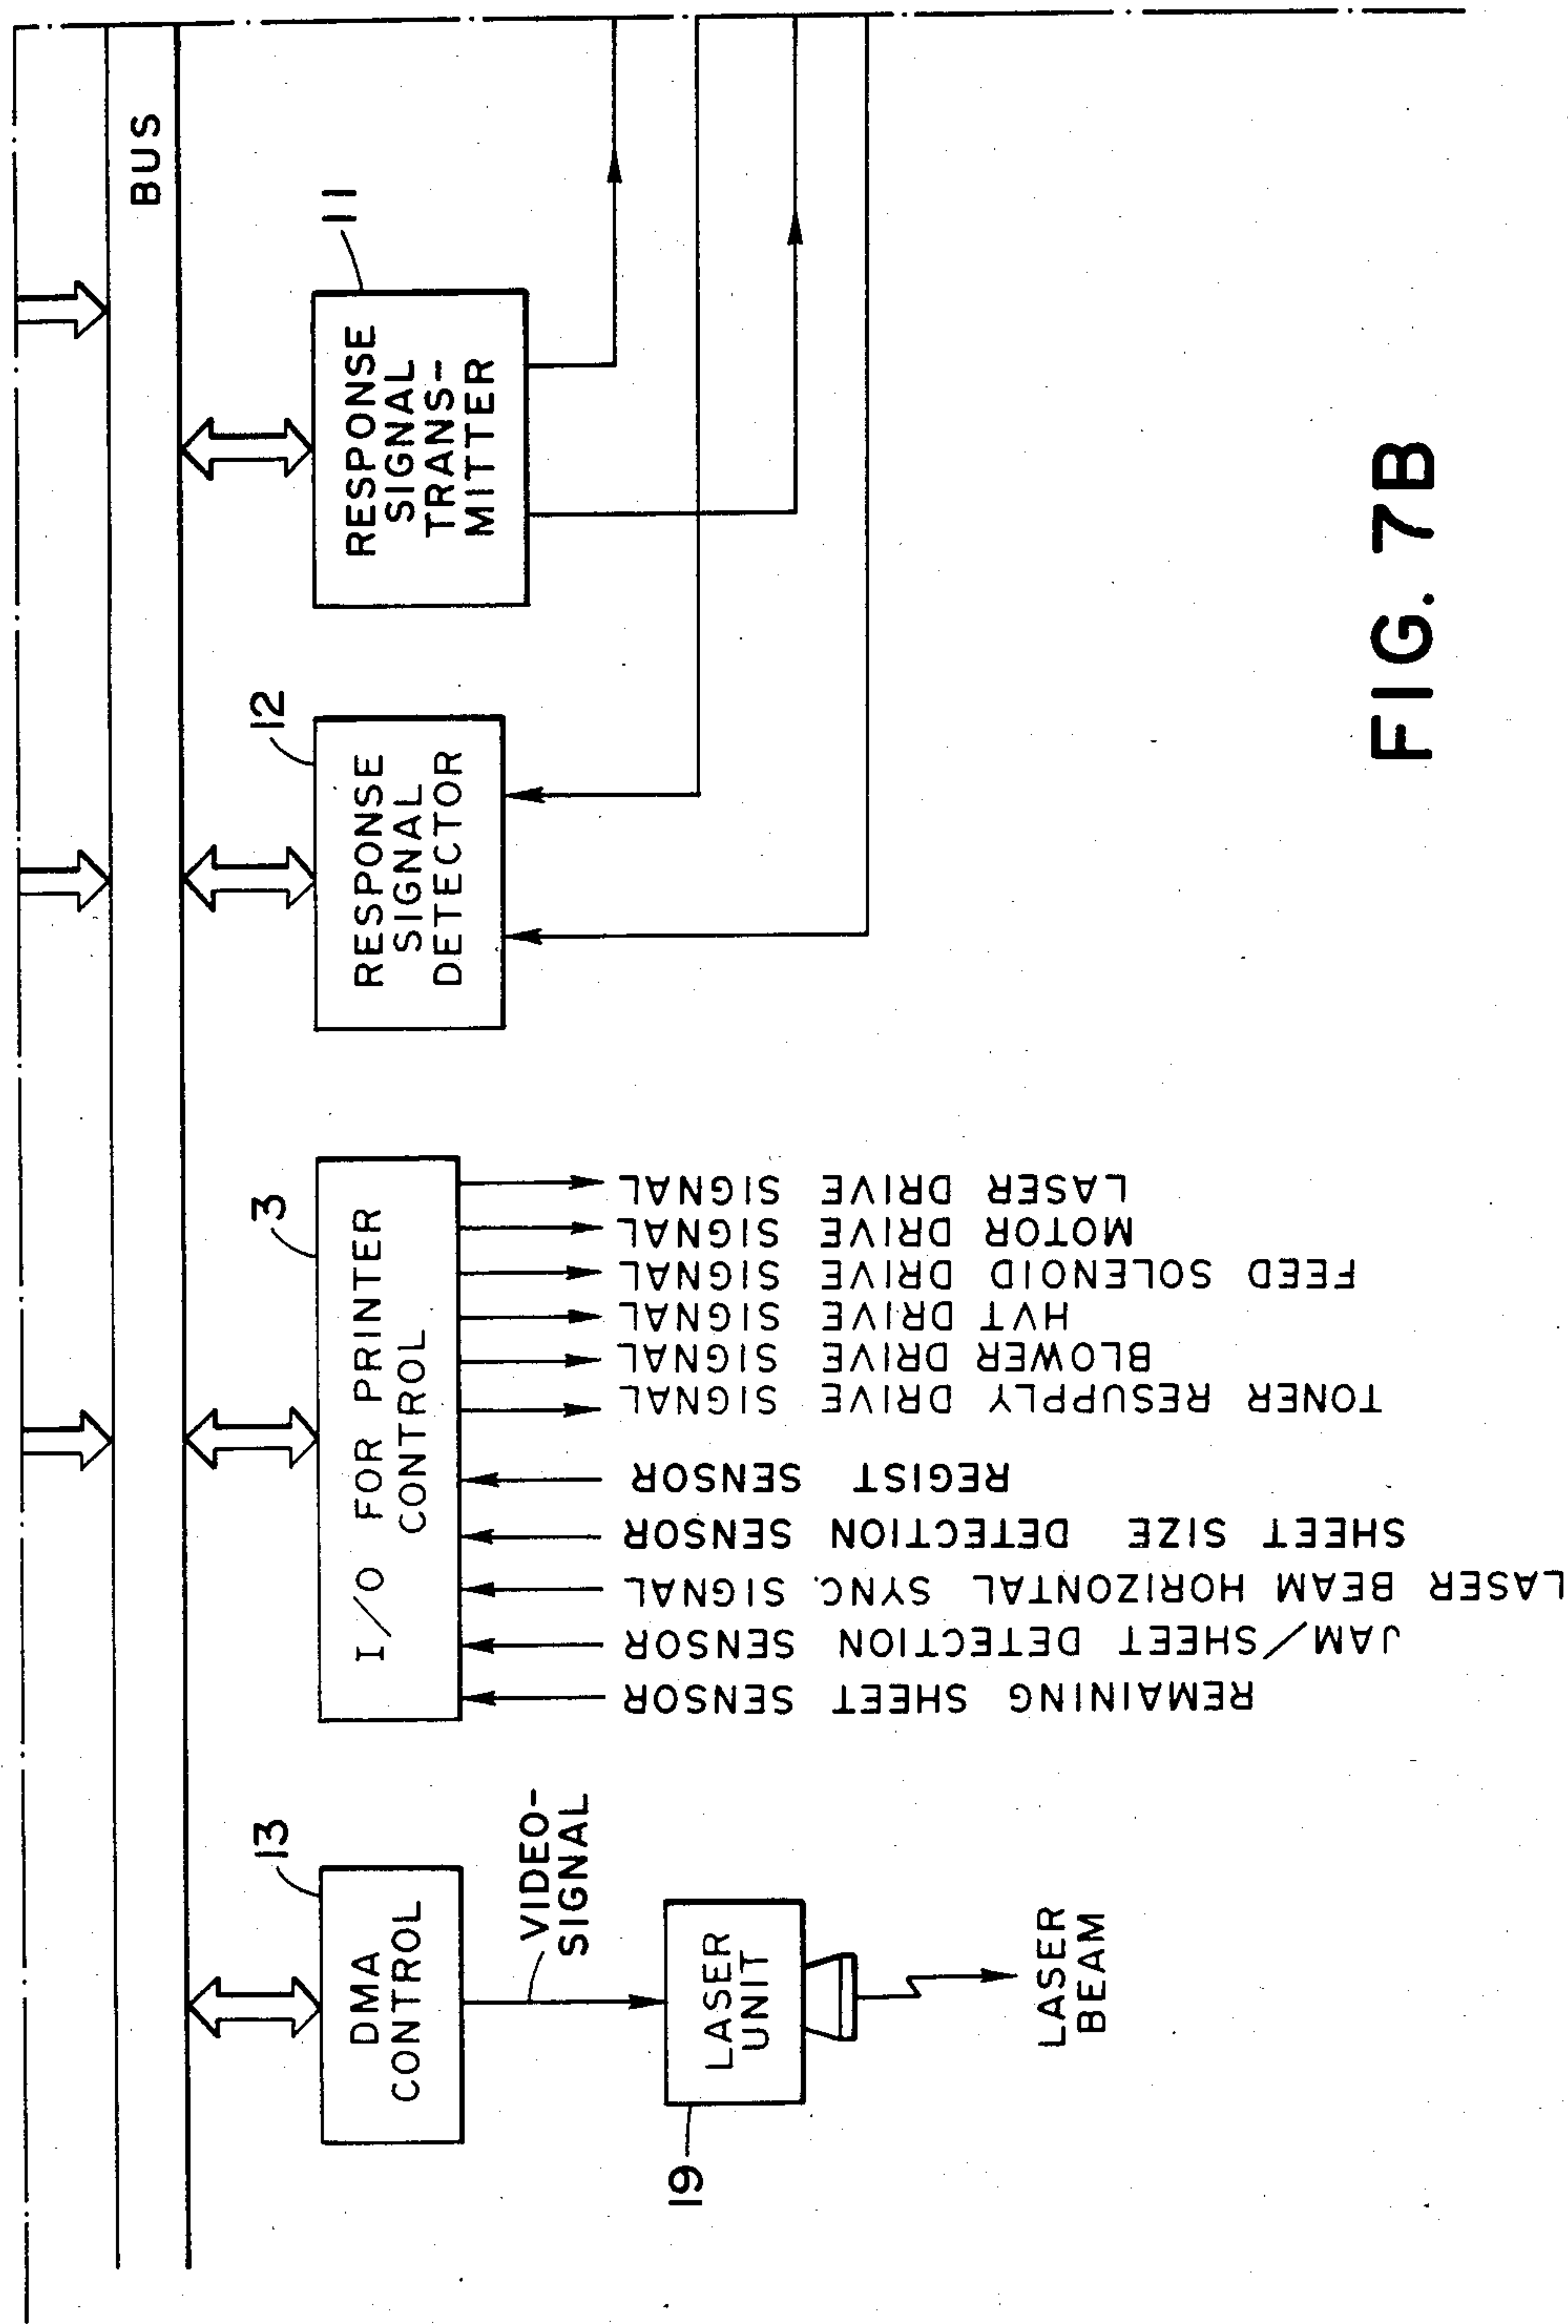 BUS
13
DMA
CONTROL
VIDEO-
SIGNAL
19
LASER
UNIT
LASER
BEAM
3
I/O FOR PRINTER
CONTROL
REMAINING SHEET SENSOR
JAM/SHEET DETECTION SENSOR
LASER BEAM HORIZONTAL SYNC. SIGNAL
SHEET SIZE DETECTION SENSOR
REGIST SENSOR
TONER RESUPPLY DRIVE SIGNAL
BLOWER DRIVE SIGNAL
HVT DRIVE SIGNAL
FEED SOLENOID DRIVE SIGNAL
MOTOR DRIVE SIGNAL
LASER DRIVE SIGNAL
12
RESPONSE
SIGNAL
DETECTOR
11
RESPONSE
SIGNAL
TRANS-
MITTER
FIG. 7B